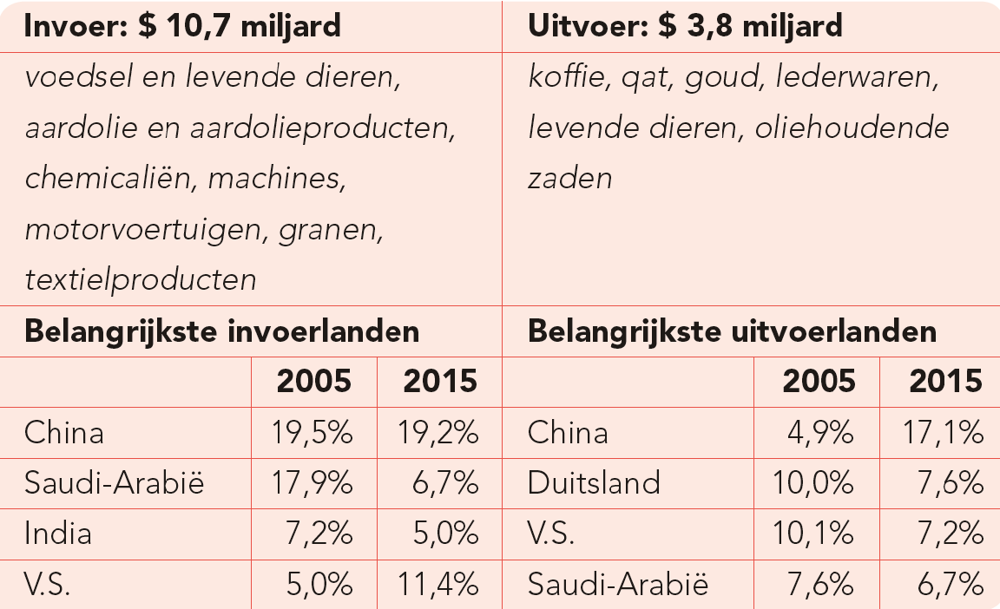 Invoer: $ 10,7 miljard
Uitvoer: $ 3,8 miljard
voedsel en levende dieren,
aardolie en aardolieproducten,
chemicaliën, machines,
motorvoertuigen, granen,
textielproducten
koffie, qat, goud, lederwaren,
levende dieren, oliehoudende
zaden
Belangrijkste invoerlanden
Belangrijkste uitvoerlanden
2005 2015 2005 2015
China 19,5% 19,2% China 4,9% 17,1%
Saudi-Arabië 17,9% 6,7% Duitsland 10,0% 7,6%
India 7,2% 5,0% V.S. 10,1% 7,2%
V.S. 5,0% 11,4% Saudi-Arabië 7,6% 6,7%